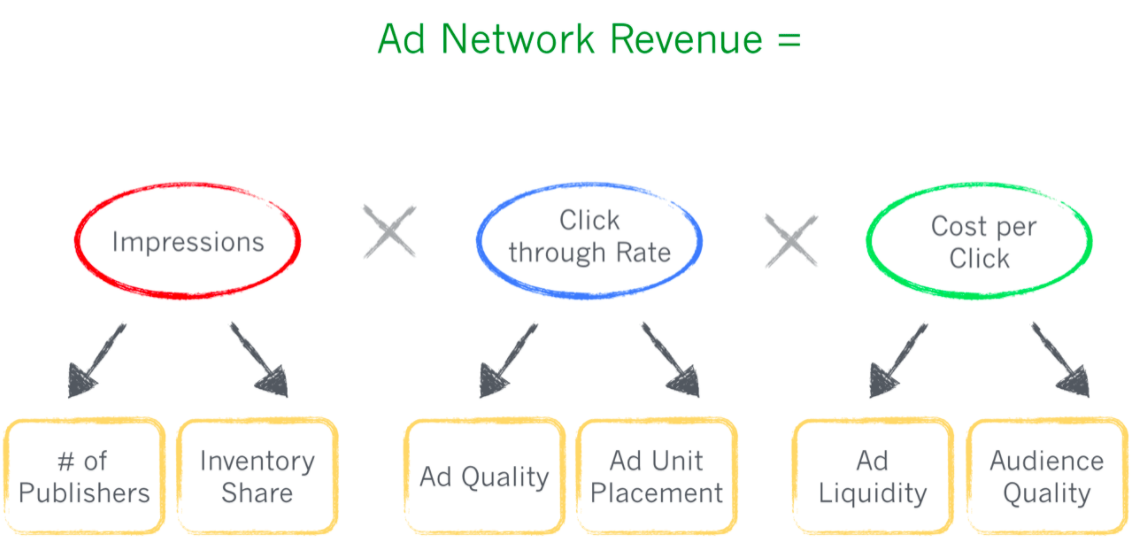 Ad Network Revenue =
Impressions
Click
through Rate
Cost per
Click
# of
Publishers
Inventory
Share
Ad Quality
Ad Unit
Placement
Ad
Liquidity
Audience
Quality